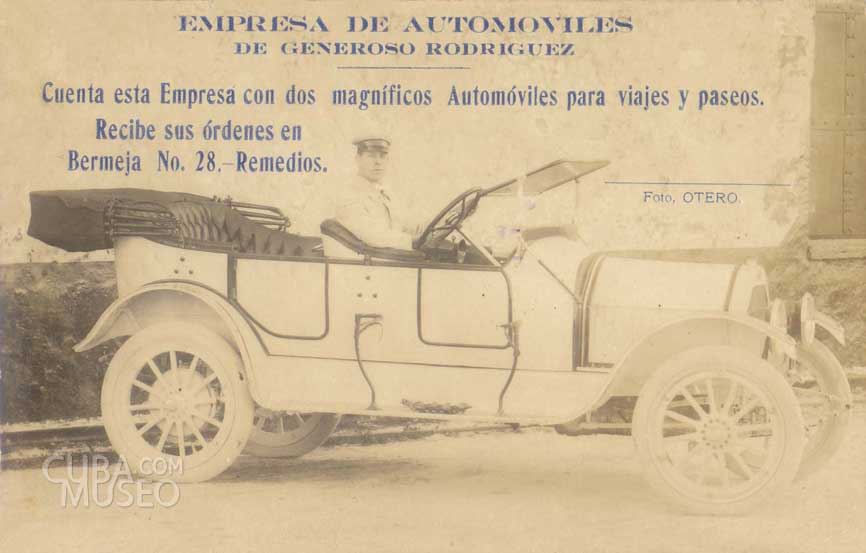 EMPRESA DE AUTOMOVILES
DE GENEROSO RODRIGUEZ
Cuenta esta Empresa con dos magníficos Automóviles para viajes y paseos.
Recibe sus órdenes en
Bermeja No. 28.-Remedios.
Foto, OTERO.
CUBA.COM
MUSEO